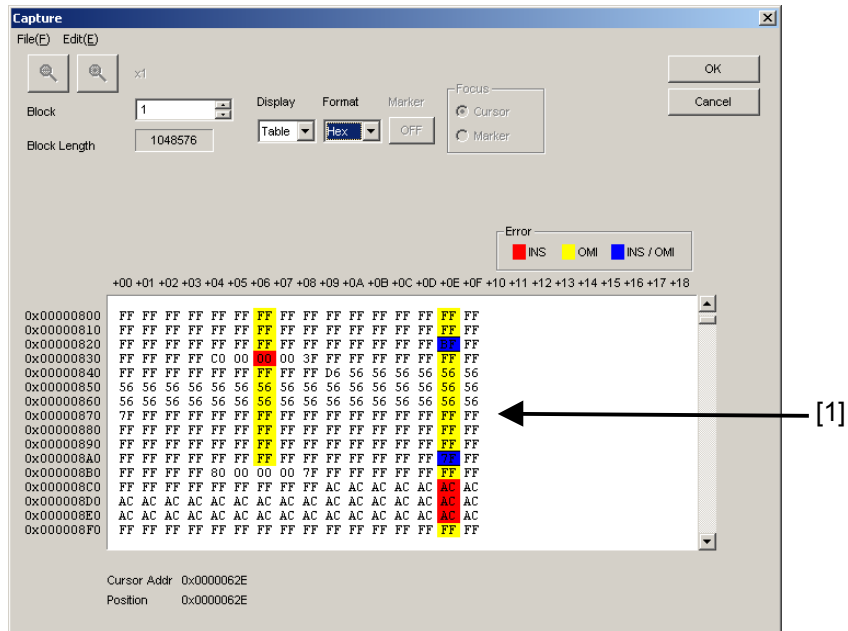 Capture
File(F) Edit(E)
x1
OK
Cancel
Block
1
Display
Format
Marker
Focus
Table
Hex
OFF
Cursor
Marker
Block Length
1048576
Error
INS
OMI
INS / OMI
+00 +01 +02 +03 +04 +05 +06 +07 +08 +09 +0A +0B +0C +0D +0E +0F +10 +11 +12 +13 +14 +15 +16 +17 +18
0x00000800 FF FF FF FF FF FF FF FF FF FF FF FF FF FF FF FF
0x00000810 FF FF FF FF FF FF FF FF FF FF FF FF FF FF FF FF
0x00000820 FF FF FF FF FF FF FF FF FF FF FF FF FF FF DF FF
0x00000830 FF FF FF FF C0 00 00 00 3F FF FF FF FF FF FF FF
0x00000840 FF FF FF FF FF FF FF FF FF D6 56 56 56 56 56 56
0x00000850 56 56 56 56 56 56 56 56 56 56 56 56 56 56 56 56
0x00000860 56 56 56 56 56 56 56 56 56 56 56 56 56 56 56 56
0x00000870 7F FF FF FF FF FF FF FF FF FF FF FF FF FF FF FF
0x00000880 FF FF FF FF FF FF FF FF FF FF FF FF FF FF FF FF
0x00000890 FF FF FF FF FF FF FF FF FF FF FF FF FF FF FF FF
0x000008A0 FF FF FF FF FF FF FF FF FF FF FF FF FF FF 7F FF
0x000008B0 FF FF FF FF 80 00 00 00 7F FF FF FF FF FF FF FF
0x000008C0 FF FF FF FF FF FF FF FF FF AC AC AC AC AC AC AC
0x000008D0 AC AC AC AC AC AC AC AC AC AC AC AC AC AC AC AC
0x000008E0 AC AC AC AC AC AC AC AC AC AC AC AC AC AC AC AC
0x000008F0 FF FF FF FF FF FF FF FF FF FF FF FF FF FF FF FF
[1]
Cursor Addr 0x0000062E
Position 0x0000062E